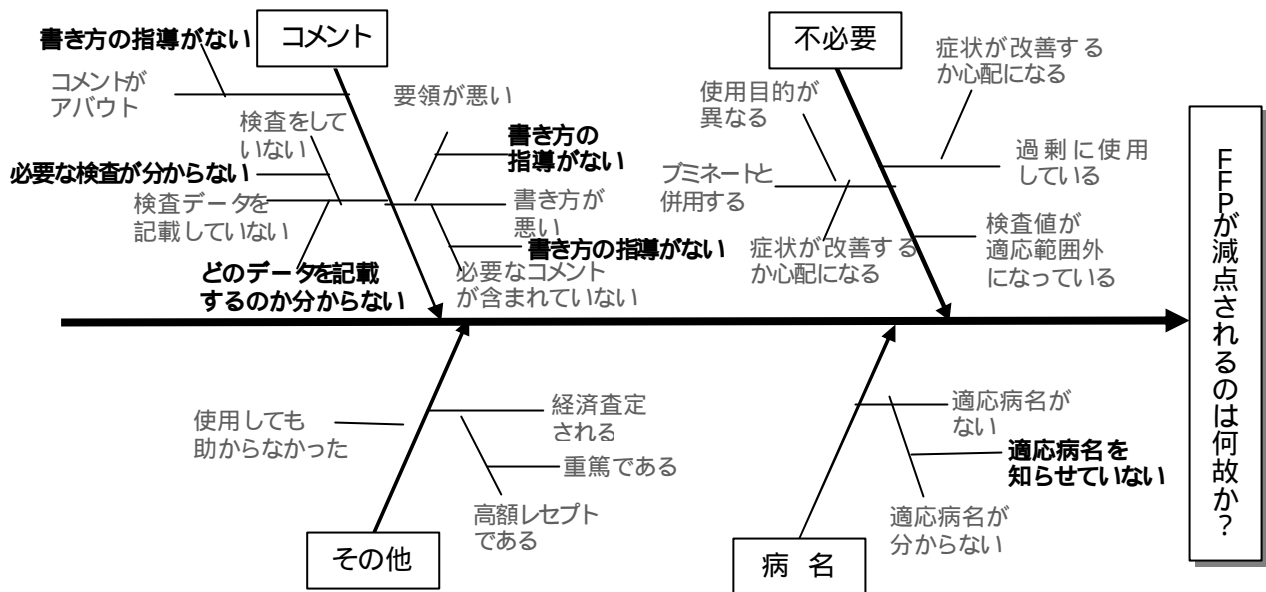 書き方の指導がない
コメント
コメントが
アバウト
要領が悪い
検査をして
いない
書き方の
指導がない
必要な検査が分からない
検査データを
記載していない
書き方が
悪い
書き方の指導がない
どのデータを記載
するのか分からない
必要なコメント
が含まれていない
不必要
症状が改善する
か心配になる
使用目的が
異なる
過剰に使用
している
ブミネートと
併用する
検査値が
適応範囲外
になっている
症状が改善する
か心配になる
FFPが減点されるのは何故か?
使用しても
助からなかった
経済査定
される
重篤である
高額レセプト
である
その他
適応病名が
ない
適応病名を
知らせていない
適応病名が
分からない
病 名